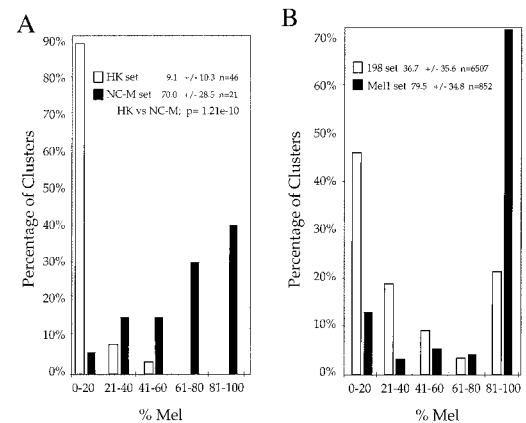 A
90%
80%
70%
60%
50%
40%
30%
20%
10%
0%
Percentage of Clusters
HK set 9.1 +/- 10.3 n=46
NC-M set 70.0 +/- 28.5 n=21
HK vs NC-M; p= 1.21e-10
0-20 21-40 41-60 61-80 81-100
% Mel
B
70%
60%
50%
40%
30%
20%
10%
0%
Percentage of Clusters
198 set 36.7 +/- 35.6 n=6507
Mel1 set 79.5 +/- 34.8 n=852
0-20 21-40 41-60 61-80 81-100
% Mel